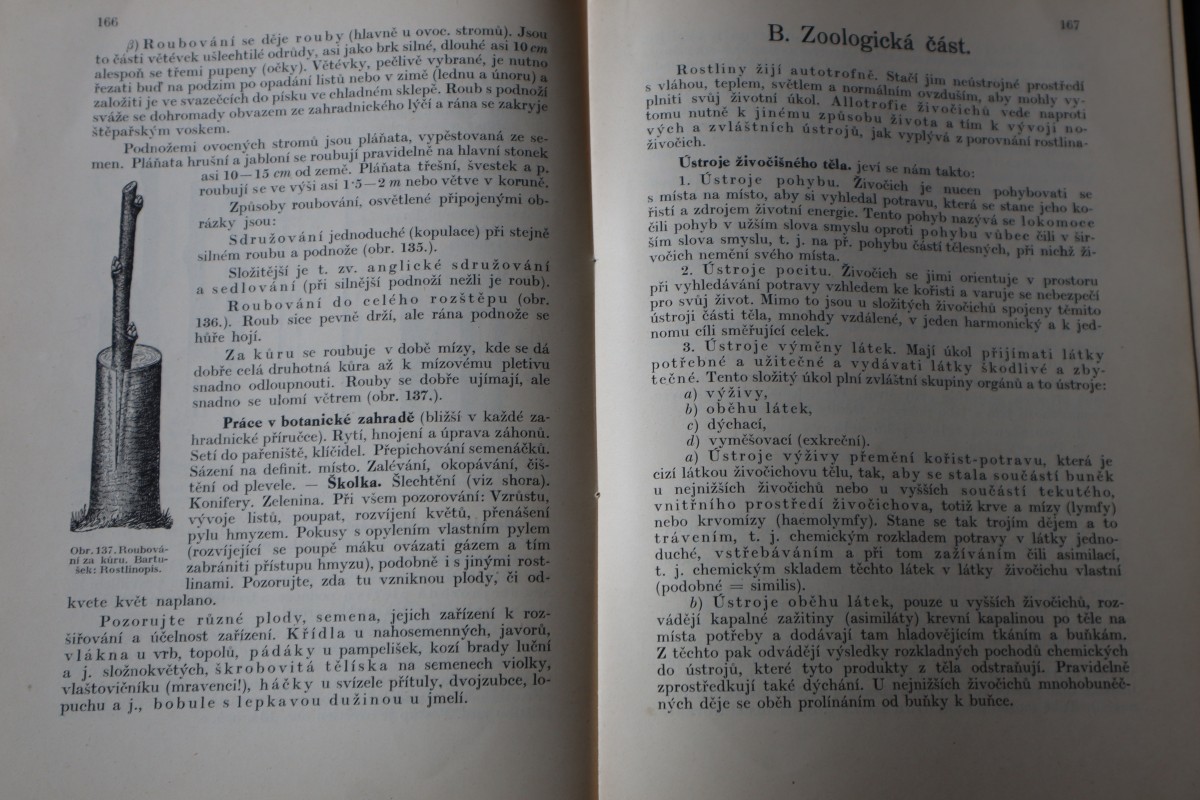 166
β) Roubování se děje rouby (hlavně u ovoc. stromů). Jsou
to části větévek ušlechtilé odrůdy, asi jako brk silné, dlouhé asi 10 cm
alespoň se třemi pupeny (očky). Větévky, pečlivě vybrané, je nutno
řezati buď na podzim po opadání listů nebo v zimě (lednu a únoru) a
založiti je ve svazečcích do písku ve chladném sklepě. Roub s podnoží
sváže se dohromady obvazem ze zahradnického lýčí a rána se zakryje
štěpařským voskem.
Podnožemi ovocných stromů jsou pláňata, vypěstovaná ze se-
men. Pláňata hrušní a jabloní se roubují pravidelně na hlavní stonek
asi 10—15 cm od země. Pláňata třešní, švestek a p.
roubují se ve výši asi 1·5—2 m nebo větve v koruně.
Způsoby roubování, osvětlené připojenými ob-
rázky jsou:
Sdružování jednoduché (kopulace) při stejně
silném roubu a podnože (obr. 135.).
Složitější je t. zv. anglické sdružování
a sedlování (při silnější podnoží nežli je roub).
Roubování do celého rozštěpu (obr.
136.). Roub sice pevně drží, ale rána podnože se
hůře hojí.
Za kůru se roubuje v době mízy, kde se dá
dobře celá druhotná kůra až k mízovému pletivu
snadno odloupnouti. Rouby se dobře ujímají, ale
snadno se ulomí větrem (obr. 137.).
Práce v botanické zahradě (bližší v každé za-
hradnické příručce). Rytí, hnojení a úprava záhonů.
Setí do pařeniště, klíčidel. Přepichování semenáčků.
Sázení na definit. místo. Zalévání, okopávání, čiš-
tění od plevele. — Školka. Šlechtění (viz shora).
Konifery. Zelenina. Při všem pozorování: Vzrůstu,
vývoje listů, poupat, rozvíjení květů, přenášení
pylu hmyzem. Pokusy s opylením vlastním pylem
(rozvíjející se poupě máku ovázati gázem a tím
zabrániti přístupu hmyzu), podobně i s jinými rost-
linami. Pozorujte, zda tu vzniknou plody, či od-
kvete květ naplano.
Obr. 137. Roubová-
ní za kůru. Bartu-
šek: Rostlinopis.
Pozorujte různé plody, semena, jejich zařízení k roz-
šiřování a účelnost zařízení. Křídla u nahosemenných, javorů,
vlákna u vrb, topolů, pádáky u pampelišek, kozí brady luční
a j. složnokvětých, škrobovitá tělíska na semenech violky,
vlaštovičníku (mravenci!), háčky u svízele přítuly, dvojzubce, lo-
puchu a j., bobule s lepkavou dužinou u jmelí.
167
B. Zoologická část.
Rostliny žijí autotrofně. Stačí jim neústrojné prostředí
s vláhou, teplem, světlem a normálním ovzduším, aby mohly vy-
plniti svůj životní úkol. Allotrofie živočichů vede naproti
tomu nutně k jinému způsobu života a tím k vývoji no-
vých a zvláštních ústrojů, jak vyplývá z porovnání rostlina-
živočich.
Ústroje živočišného těla. jeví se nám takto:
1. Ústroje pohybu. Živočich je nucen pohybovati se
s místa na místo, aby si vyhledal potravu, která se stane jeho ko-
řistí a zdrojem životní energie. Tento pohyb nazývá se lokomoce
čili pohyb v užším slova smyslu oproti pohybu vůbec čili v šir-
ším slova smyslu, t. j. na př. pohybu částí tělesných, při nichž ži-
vočich nemění svého místa.
2. Ústroje pocitu. Živočich se jimi orientuje v prostoru
při vyhledávání potravy vzhledem ke kořisti a varuje se nebezpečí
pro svůj život. Mimo to jsou u složitých živočichů spojeny těmito
ústroji části těla, mnohdy vzdálené, v jeden harmonický a k jed-
nomu cíli směřující celek.
3. Ústroje výměny látek. Mají úkol přijímati látky
potřebné a užitečné a vydávati látky škodlivé a zby-
tečné. Tento složitý úkol plní zvláštní skupiny orgánů a to ústroje:
a) výživy,
b) oběhu látek,
c) dýchací,
d) vyměšovací (exkreční).
a) Ústroje výživy přemění kořist-potravu, která je
cizí látkou živočichovu tělu, tak, aby se stala součástí buněk
u nejnižších živočichů nebo u vyšších součástí tekutého,
vnitřního prostředí živočichova, totiž krve a mízy (lymfy)
nebo krvomízy (haemolymfy). Stane se tak trojím dějem a to
trávením, t. j. chemickým rozkladem potravy v látky jedno-
duché, vstřebáváním a při tom zažíváním čili asimilací,
t. j. chemickým skladem těchto látek v látky živočichu vlastní
(podobné = similis).
b) Ústroje oběhu látek, pouze u vyšších živočichů, roz-
vádějí kapalné zažitiny (asimiláty) krevní kapalinou po těle na
místa potřeby a dodávají tam hladovějícím tkáním a buňkám.
Z těchto pak odvádějí výsledky rozkladných pochodů chemických
do ústrojů, které tyto produkty z těla odstraňují. Pravidelně
zprostředkují také dýchání. U nejnižších živočichů mnohobuněč-
ných děje se oběh prolínáním od buňky k buňce.